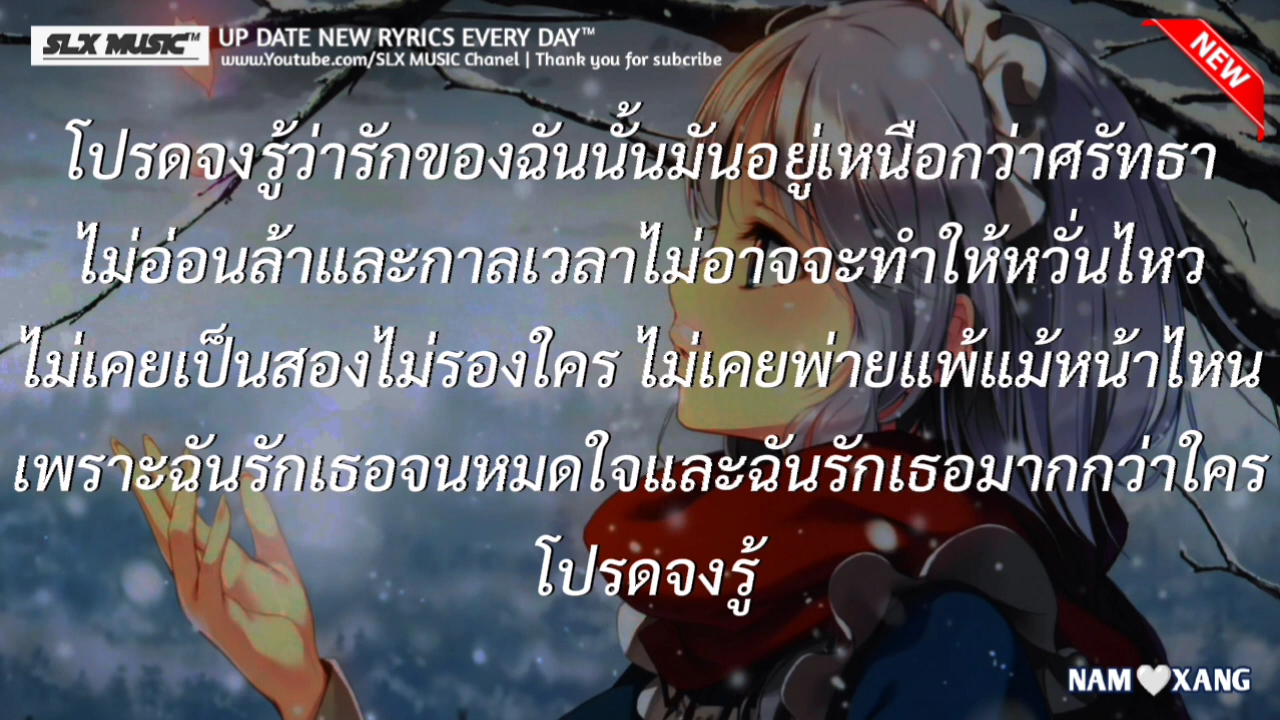 SLX MUSIC™
UP DATE NEW RYRICS EVERY DAY™
www.Youtube.com/SLX MUSIC Chanel | Thank you for subcribe
NEW
โปรดจงรู้ว่ารักของฉันนั้นมันอยู่เหนือกว่าศรัทธา
ไม่อ่อนล้าและกาลเวลาไม่อาจจะทำให้หวั่นไหว
ไม่เคยเป็นสองไม่รองใคร ไม่เคยพ่ายแพ้แม้หน้าไหน
เพราะฉันรักเธอจนหมดใจและฉันรักเธอมากกว่าใคร
โปรดจงรู้
NAM🤍XANG